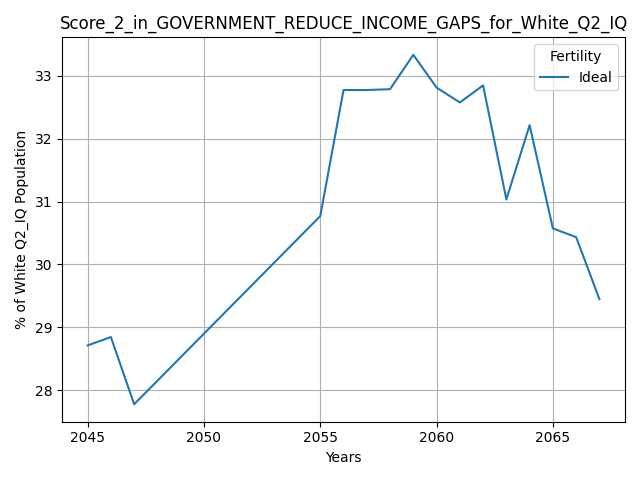 Score_2_in_GOVERNMENT_REDUCE_INCOME_GAPS_for_White_Q2_IQ
Fertility
Ideal
33
32
31
30
29
28
% of White Q2_IQ Population
2045 2050 2055 2060 2065
Years